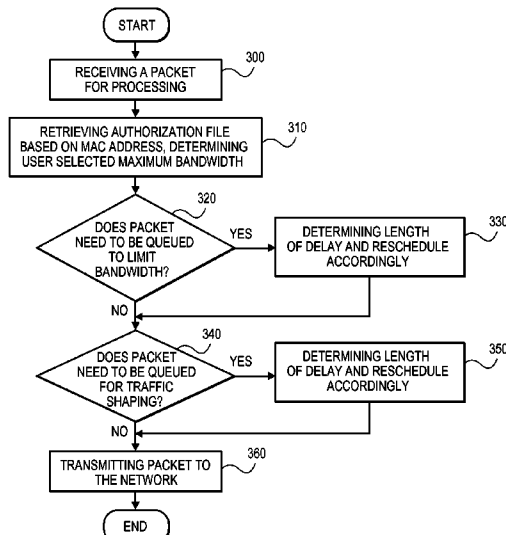 START
RECEIVING A PACKET
FOR PROCESSING
300
RETRIEVING AUTHORIZATION FILE
BASED ON MAC ADDRESS, DETERMINING
USER SELECTED MAXIMUM BANDWIDTH
310
320
DOES PACKET
NEED TO BE QUEUED
TO LIMIT
BANDWIDTH?
YES
DETERMINING LENGTH
OF DELAY AND RESCHEDULE
ACCORDINGLY
330
NO
340
DOES PACKET
NEED TO BE QUEUED
FOR TRAFFIC
SHAPING?
YES
DETERMINING LENGTH
OF DELAY AND RESCHEDULE
ACCORDINGLY
350
NO
TRANSMITTING PACKET TO
THE NETWORK
360
END